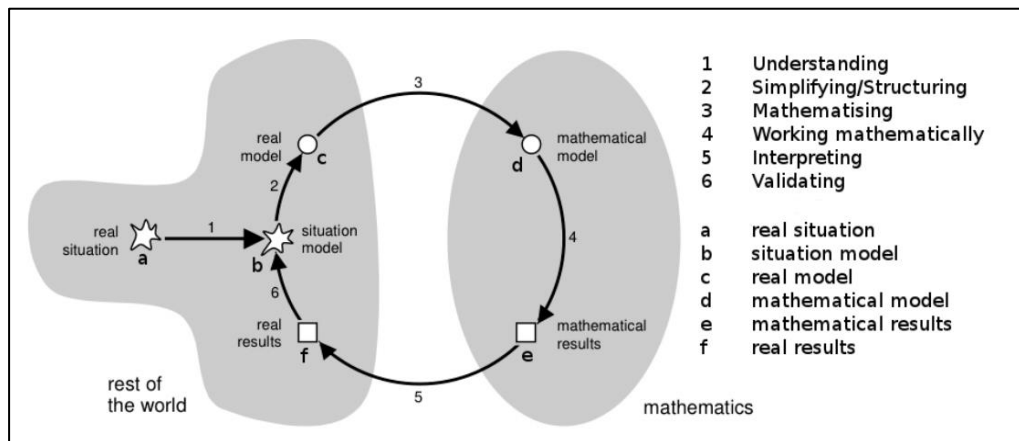 real
model
c
3
mathematical
model
d
2
real
situation
a
1
situation
model
b
4
6
real
results
f
mathematical
results
e
5
rest of
the world
mathematics
1 Understanding
2 Simplifying/Structuring
3 Mathematising
4 Working mathematically
5 Interpreting
6 Validating
a real situation
b situation model
c real model
d mathematical model
e mathematical results
f real results